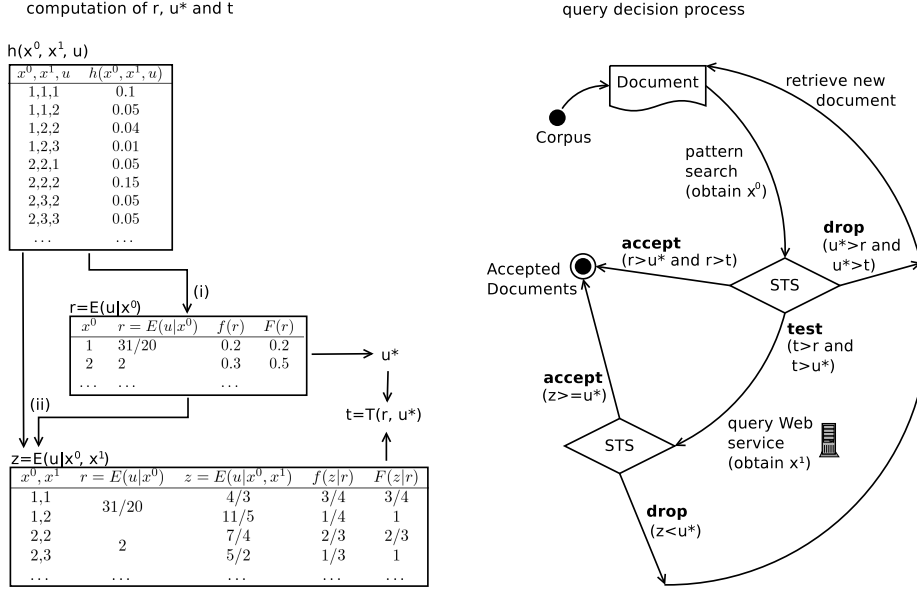 computation of r, u* and t
h(x⁰, x¹, u)
x⁰, x¹, u h(x⁰, x¹, u)
1,1,1 0.1
1,1,2 0.05
1,2,2 0.04
1,2,3 0.01
2,2,1 0.05
2,2,2 0.15
2,3,2 0.05
2,3,3 0.05
... ...
(i)
r=E(u|x⁰)
x⁰ r = E(u|x⁰) f(r) F(r)
1 31/20 0.2 0.2
2 2 0.3 0.5
... ... ...
u*
t=T(r, u*)
(ii)
z=E(u|x⁰, x¹)
x⁰, x¹ r = E(u|x⁰) z = E(u|x⁰, x¹) f(z|r) F(z|r)
1,1 4/3 3/4 3/4
31/20
1,2 11/5 1/4 1
2,2 7/4 2/3 2/3
2
2,3 5/2 1/3 1
... ... ... ... ...
query decision process
Document
Corpus
retrieve new
document
pattern
search
(obtain x⁰)
drop
(u*>r and
u*>t)
accept
(r>u* and r>t)
Accepted
Documents
STS
test
(t>r and
t>u*)
accept
(z>=u*)
STS
query Web
service
(obtain x¹)
drop
(z<u*)